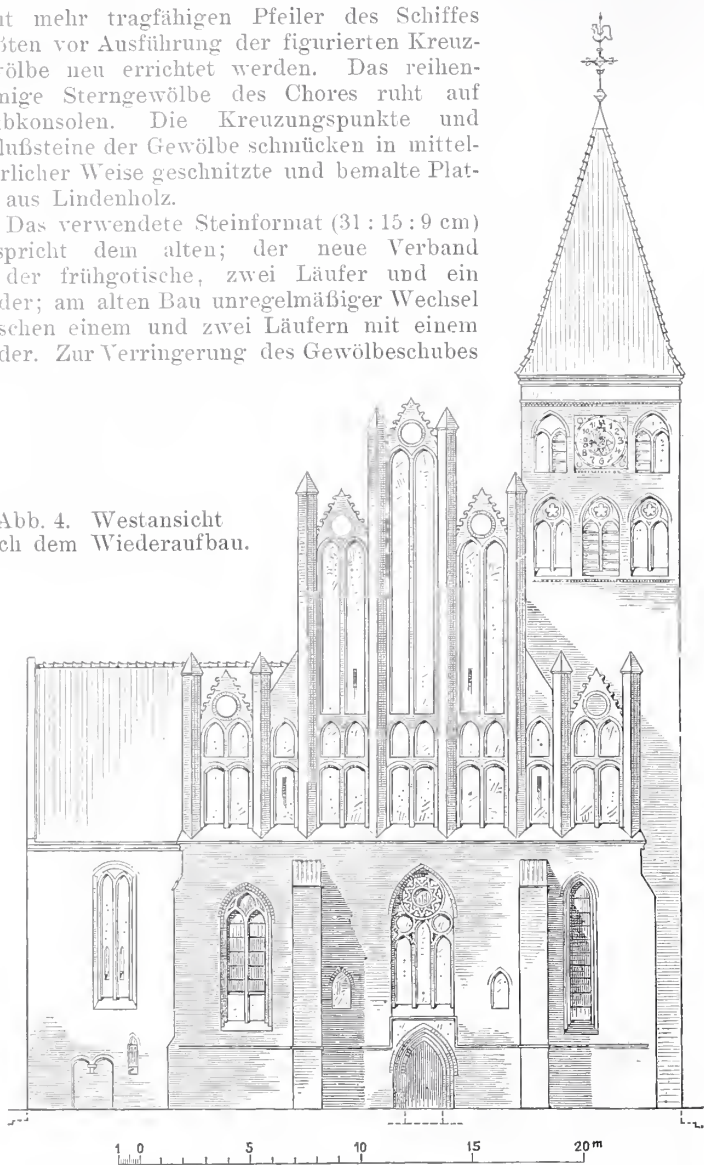 ht mehr tragfähigen Pfeiler des Schiffes
ßten vor Ausführung der figurierten Kreuz-
ölbe neu errichtet werden. Das reihen-
mige Sterngewölbe des Chores ruht auf
bkonsolen. Die Kreuzungspunkte und
lußsteine der Gewölbe schmücken in mittel-
rlicher Weise geschnitzte und bemalte Plat-
aus Lindenholz.
Das verwendete Steinformat (31 : 15 : 9 cm)
spricht dem alten; der neue Verband
der frühgotische, zwei Läufer und ein
der; am alten Bau unregelmäßiger Wechsel
schen einem und zwei Läufern mit einem
der. Zur Verringerung des Gewölbeschubes
Abb. 4. Westansicht
ch dem Wiederaufbau.
1 0 5 10 15 20 m